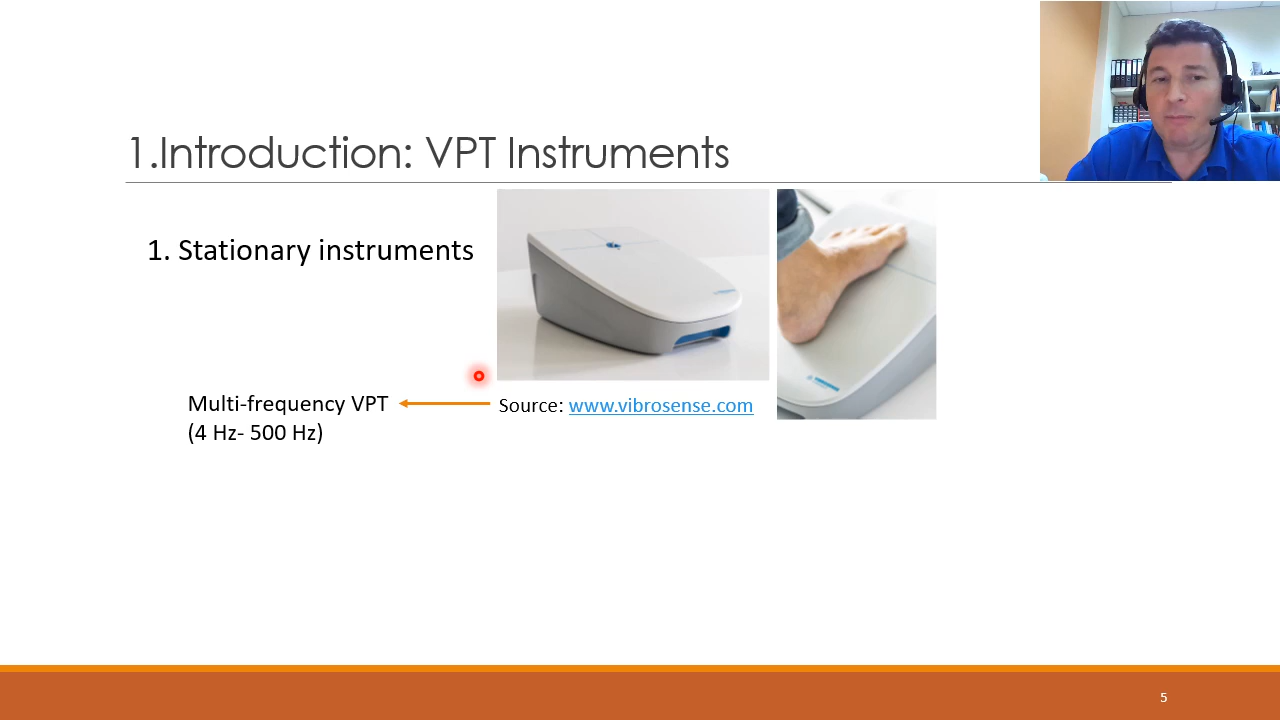 1.Introduction: VPT Instruments
1. Stationary instruments
Multi-frequency VPT
(4 Hz- 500 Hz)
Source: www.vibrosense.com
5